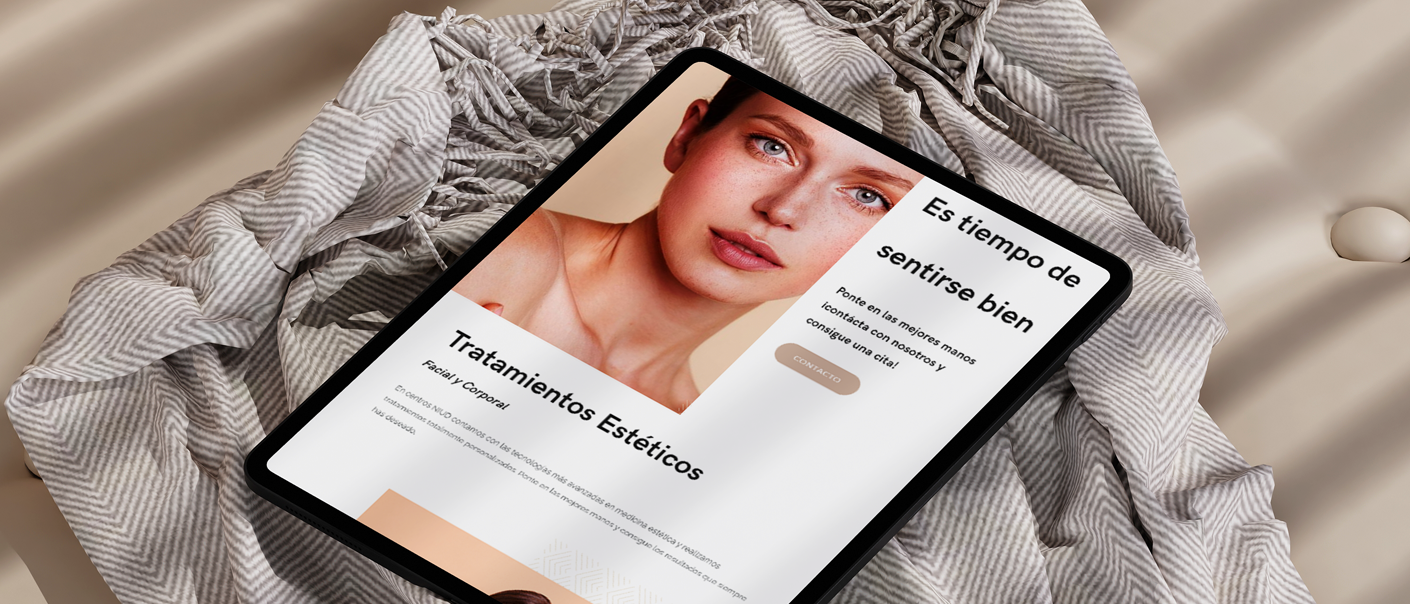 Es tiempo de
sentirse bien
Ponte en las mejores manos
¡contácta con nosotros y
consigue una cita!
CONTACTO
Tratamientos Estéticos
Facial y Corporal
En centros NIUD contamos con las tecnologías más avanzadas en medicina estética y realizamos
tratamientos totalmente personalizados. Ponte en las mejores manos y consigue los resultados que siempre
has deseado.